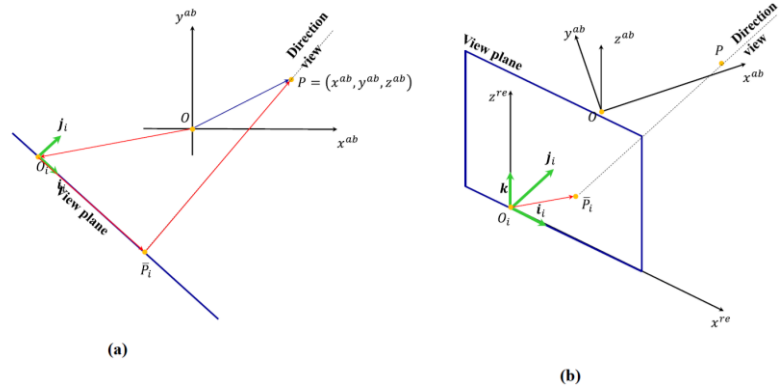 y^{ab}
Direction
view
P = (x^{ab}, y^{ab}, z^{ab})
O
x^{ab}
j_i
O_i
i_i
View plane
P̅_i
(a)
y^{ab}
z^{ab}
Direction
view
P
View plane
x^{ab}
z^{re}
O
j_i
k
P̅_i
i_i
O_i
x^{re}
(b)